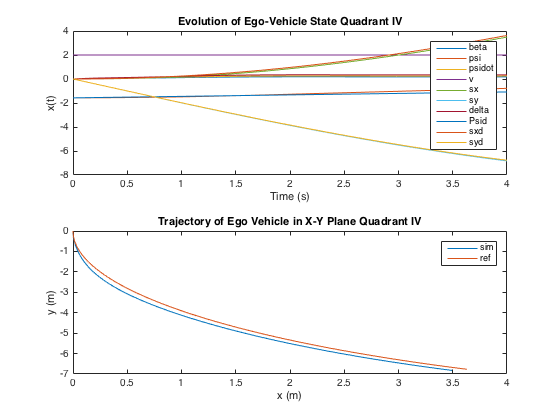 Evolution of Ego-Vehicle State Quadrant IV
x(t)
4
2
0
-2
-4
-6
-8
0 0.5 1 1.5 2 2.5 3 3.5 4
Time (s)
beta
psi
psidot
v
sx
sy
delta
Psid
sxd
syd
Trajectory of Ego Vehicle in X-Y Plane Quadrant IV
y (m)
0
-1
-2
-3
-4
-5
-6
-7
0 0.5 1 1.5 2 2.5 3 3.5 4
x (m)
sim
ref